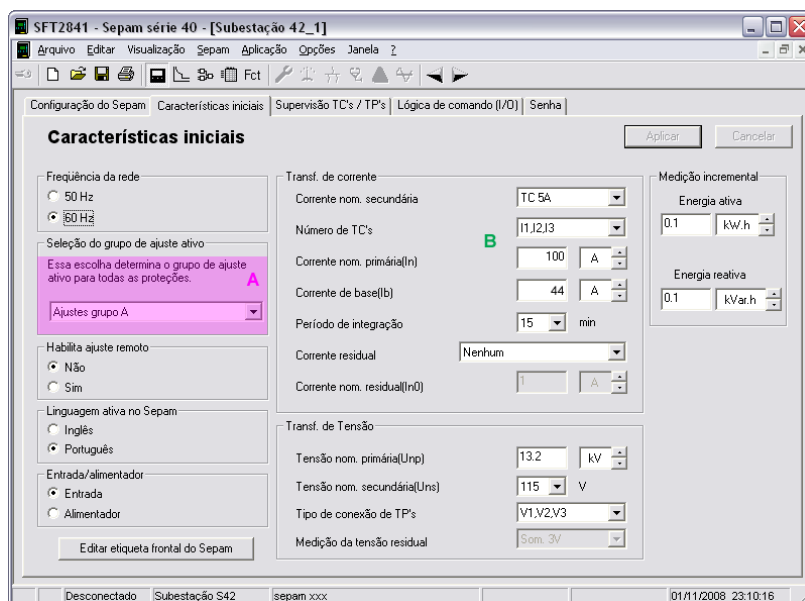 SFT2841 - Sepam série 40 - [Subestação 42_1]
Arquivo Editar Visualização Sepam Aplicação Opções Janela ?
Fct
Configuração do Sepam Características iniciais Supervisão TC's / TP's Lógica de comando (I/O) Senha
Características iniciais
Aplicar Cancelar
Freqüência da rede
50 Hz
60 Hz
Seleção do grupo de ajuste ativo
Essa escolha determina o grupo de ajuste
ativo para todas as proteções.
A
Ajustes grupo A
Habilita ajuste remoto
Não
Sim
Linguagem ativa no Sepam
Inglês
Português
Entrada/alimentador
Entrada
Alimentador
Editar etiqueta frontal do Sepam
Transf. de corrente
Corrente nom. secundária TC 5A
Número de TC's I1,I2,I3
B
Corrente nom. primária(In) 100 A
Corrente de base(Ib) 44 A
Período de integração 15 min
Corrente residual Nenhum
Corrente nom. residual(In0) 1 A
Transf. de Tensão
Tensão nom. primária(Unp) 13.2 kV
Tensão nom. secundária(Uns) 115 V
Tipo de conexão de TP's V1,V2,V3
Medição da tensão residual Som. 3V
Medição incremental
Energia ativa
0.1 kW.h
Energia reativa
0.1 kVar.h
Desconectado Subestação S42 sepam xxx 01/11/2008 23:10:16